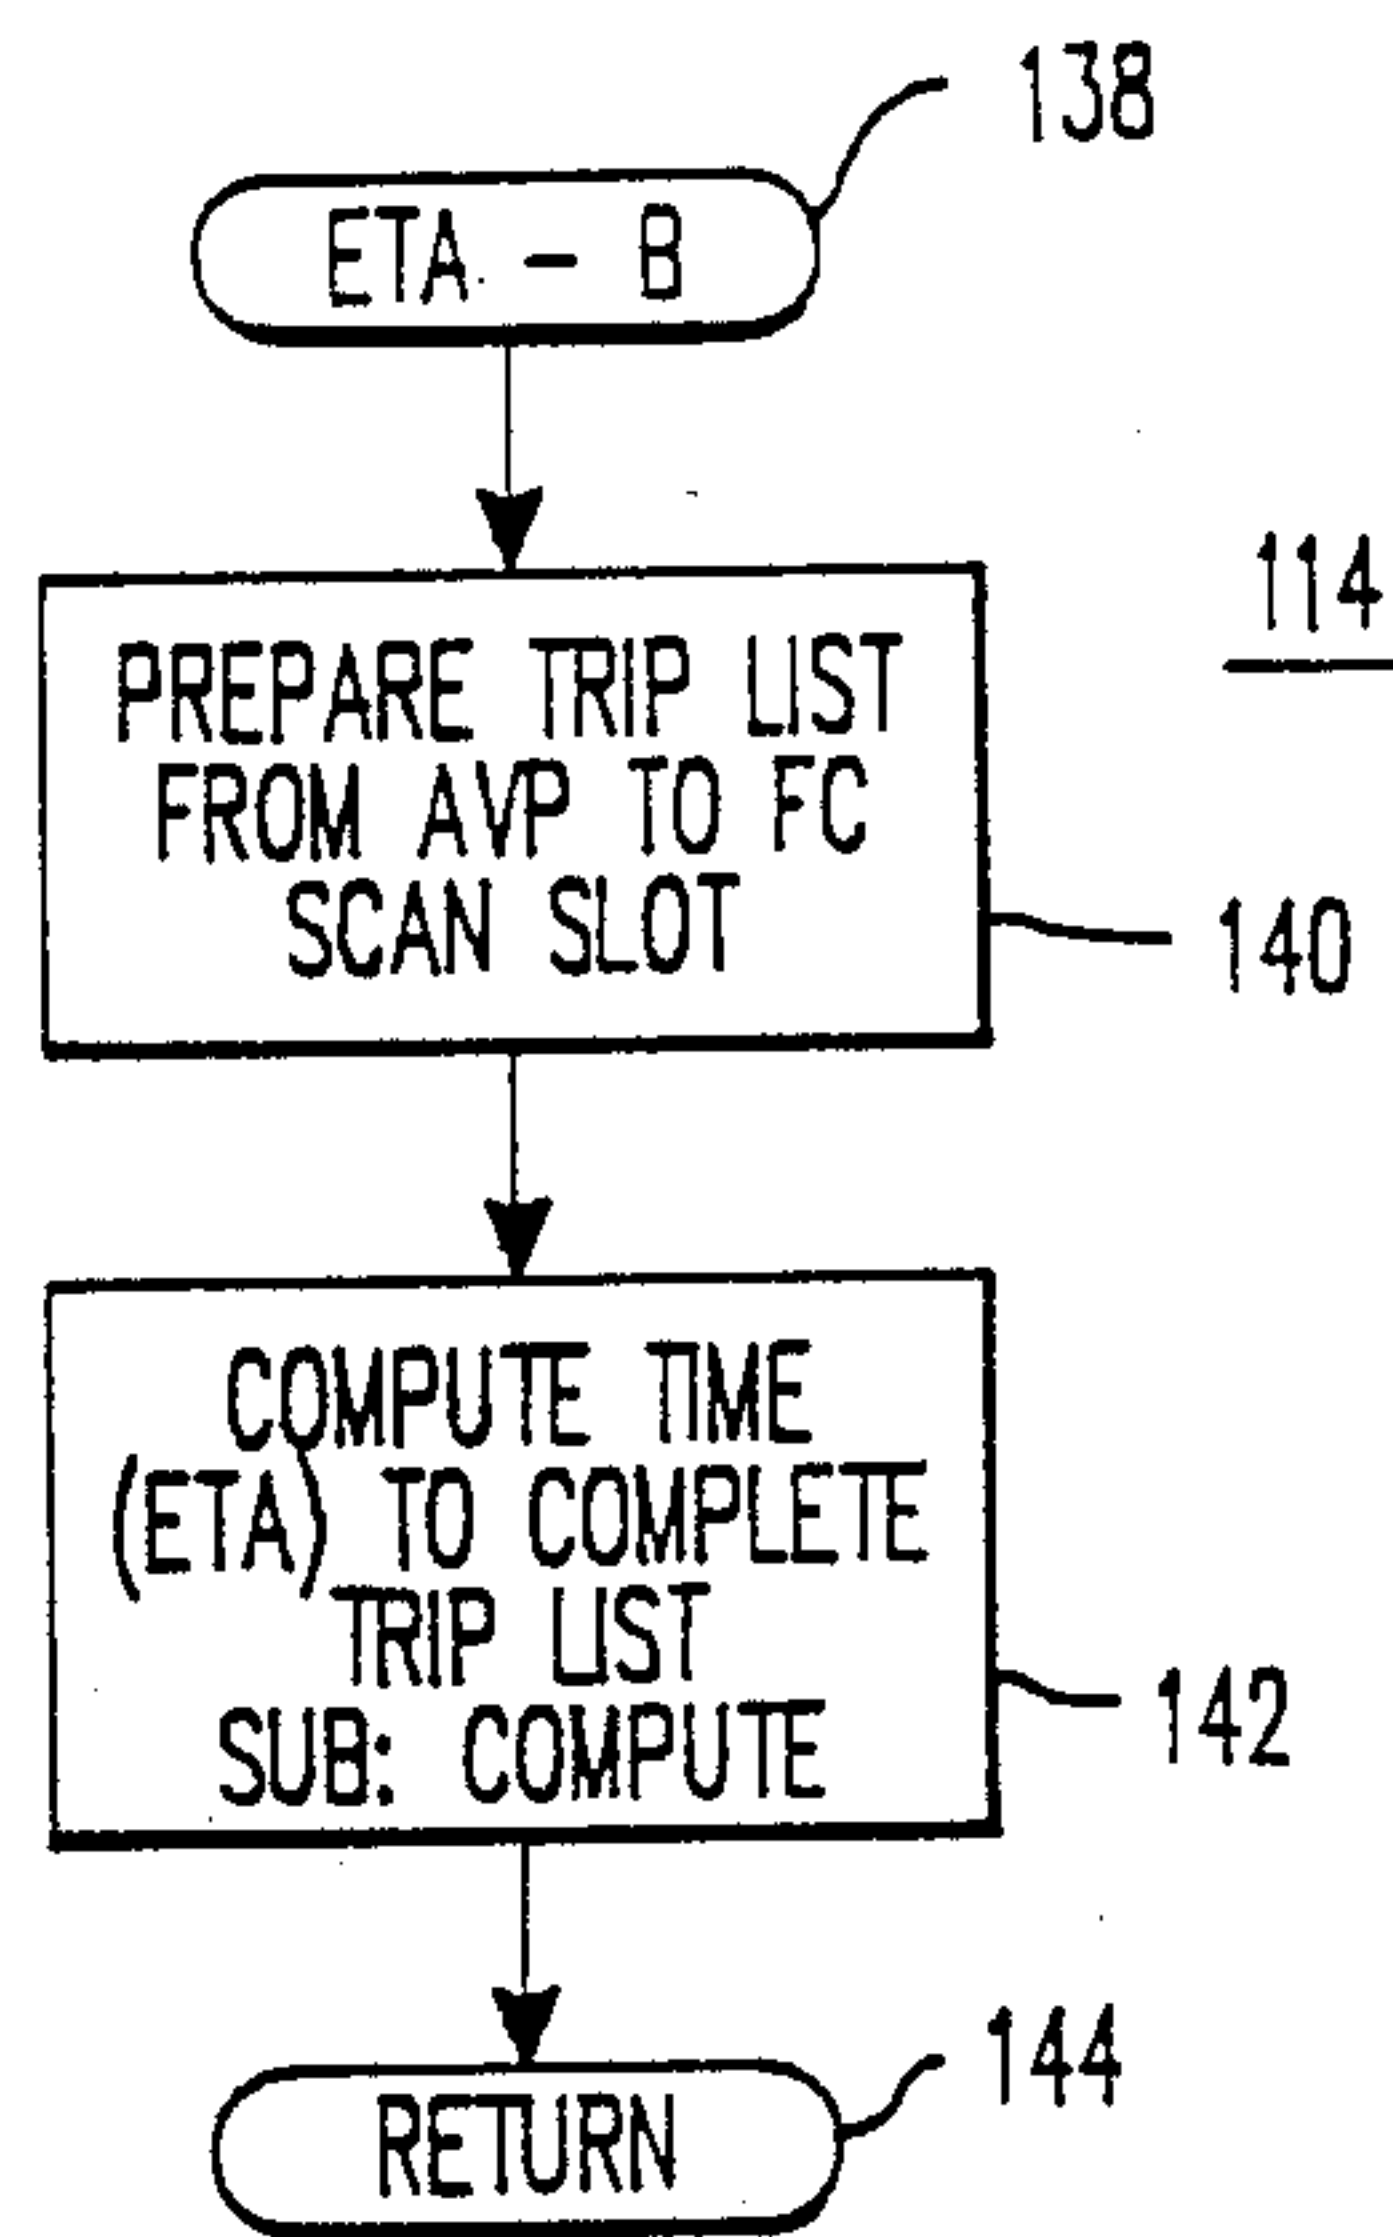 138
ETA - B
114
PREPARE TRIP LIST
FROM AVP TO FC
SCAN SLOT
140
COMPUTE TIME
(ETA) TO COMPLETE
TRIP LIST
SUB: COMPUTE
142
144
RETURN